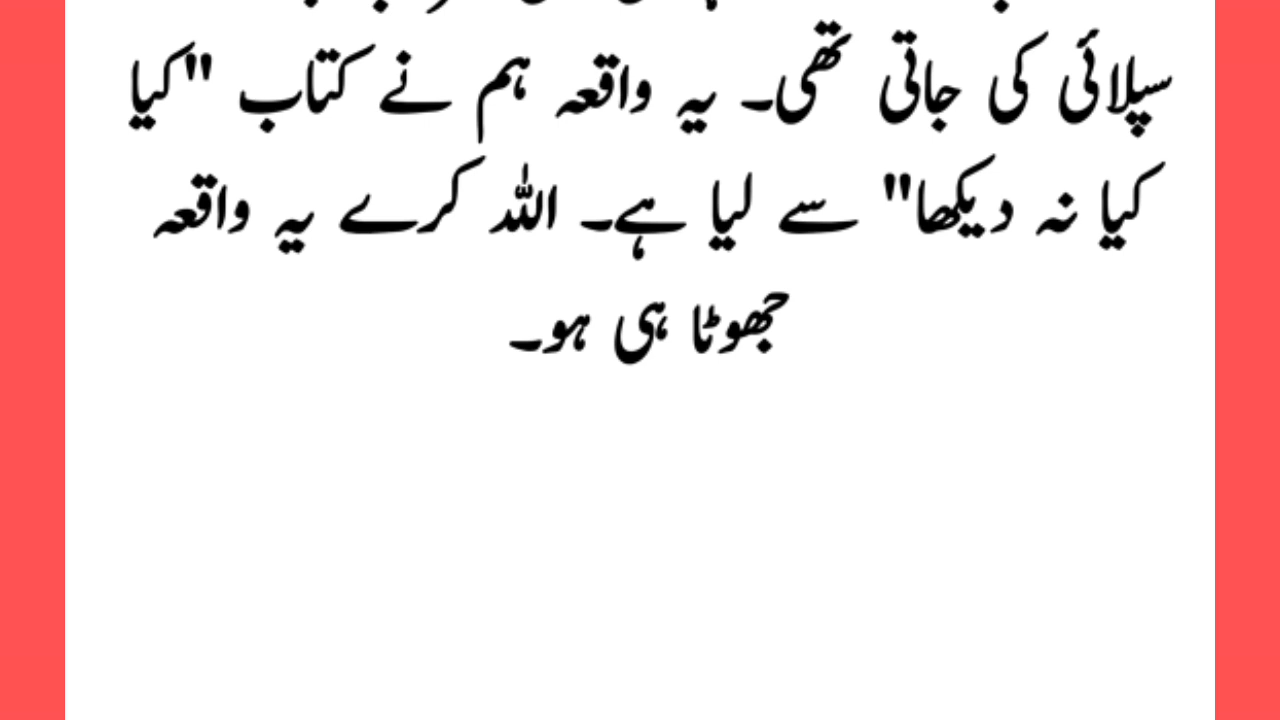 سپلائی کی جاتی تھی۔ یہ واقعہ ہم نے کتاب "کیا
کیا نہ دیکھا" سے لیا ہے۔ اللہ کرے یہ واقعہ
جھوٹا ہی ہو۔